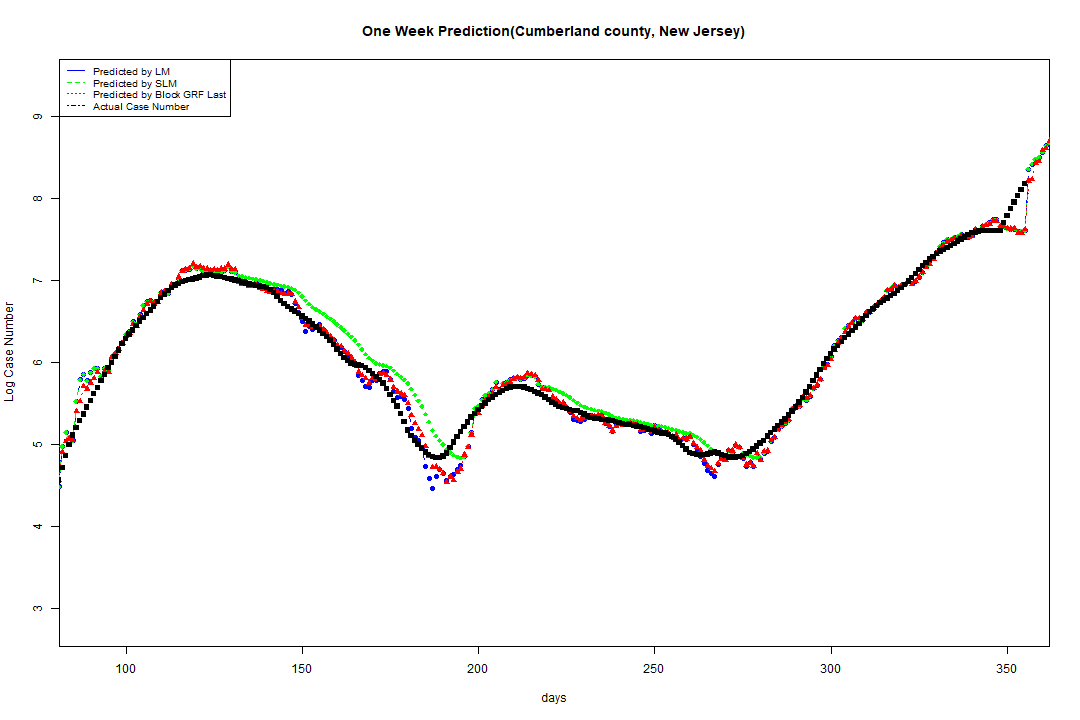 One Week Prediction(Cumberland county, New Jersey)
Predicted by LM
Predicted by SLM
Predicted by Block GRF Last
Actual Case Number
Log Case Number
9
8
7
6
5
4
3
100 150 200 250 300 350
days